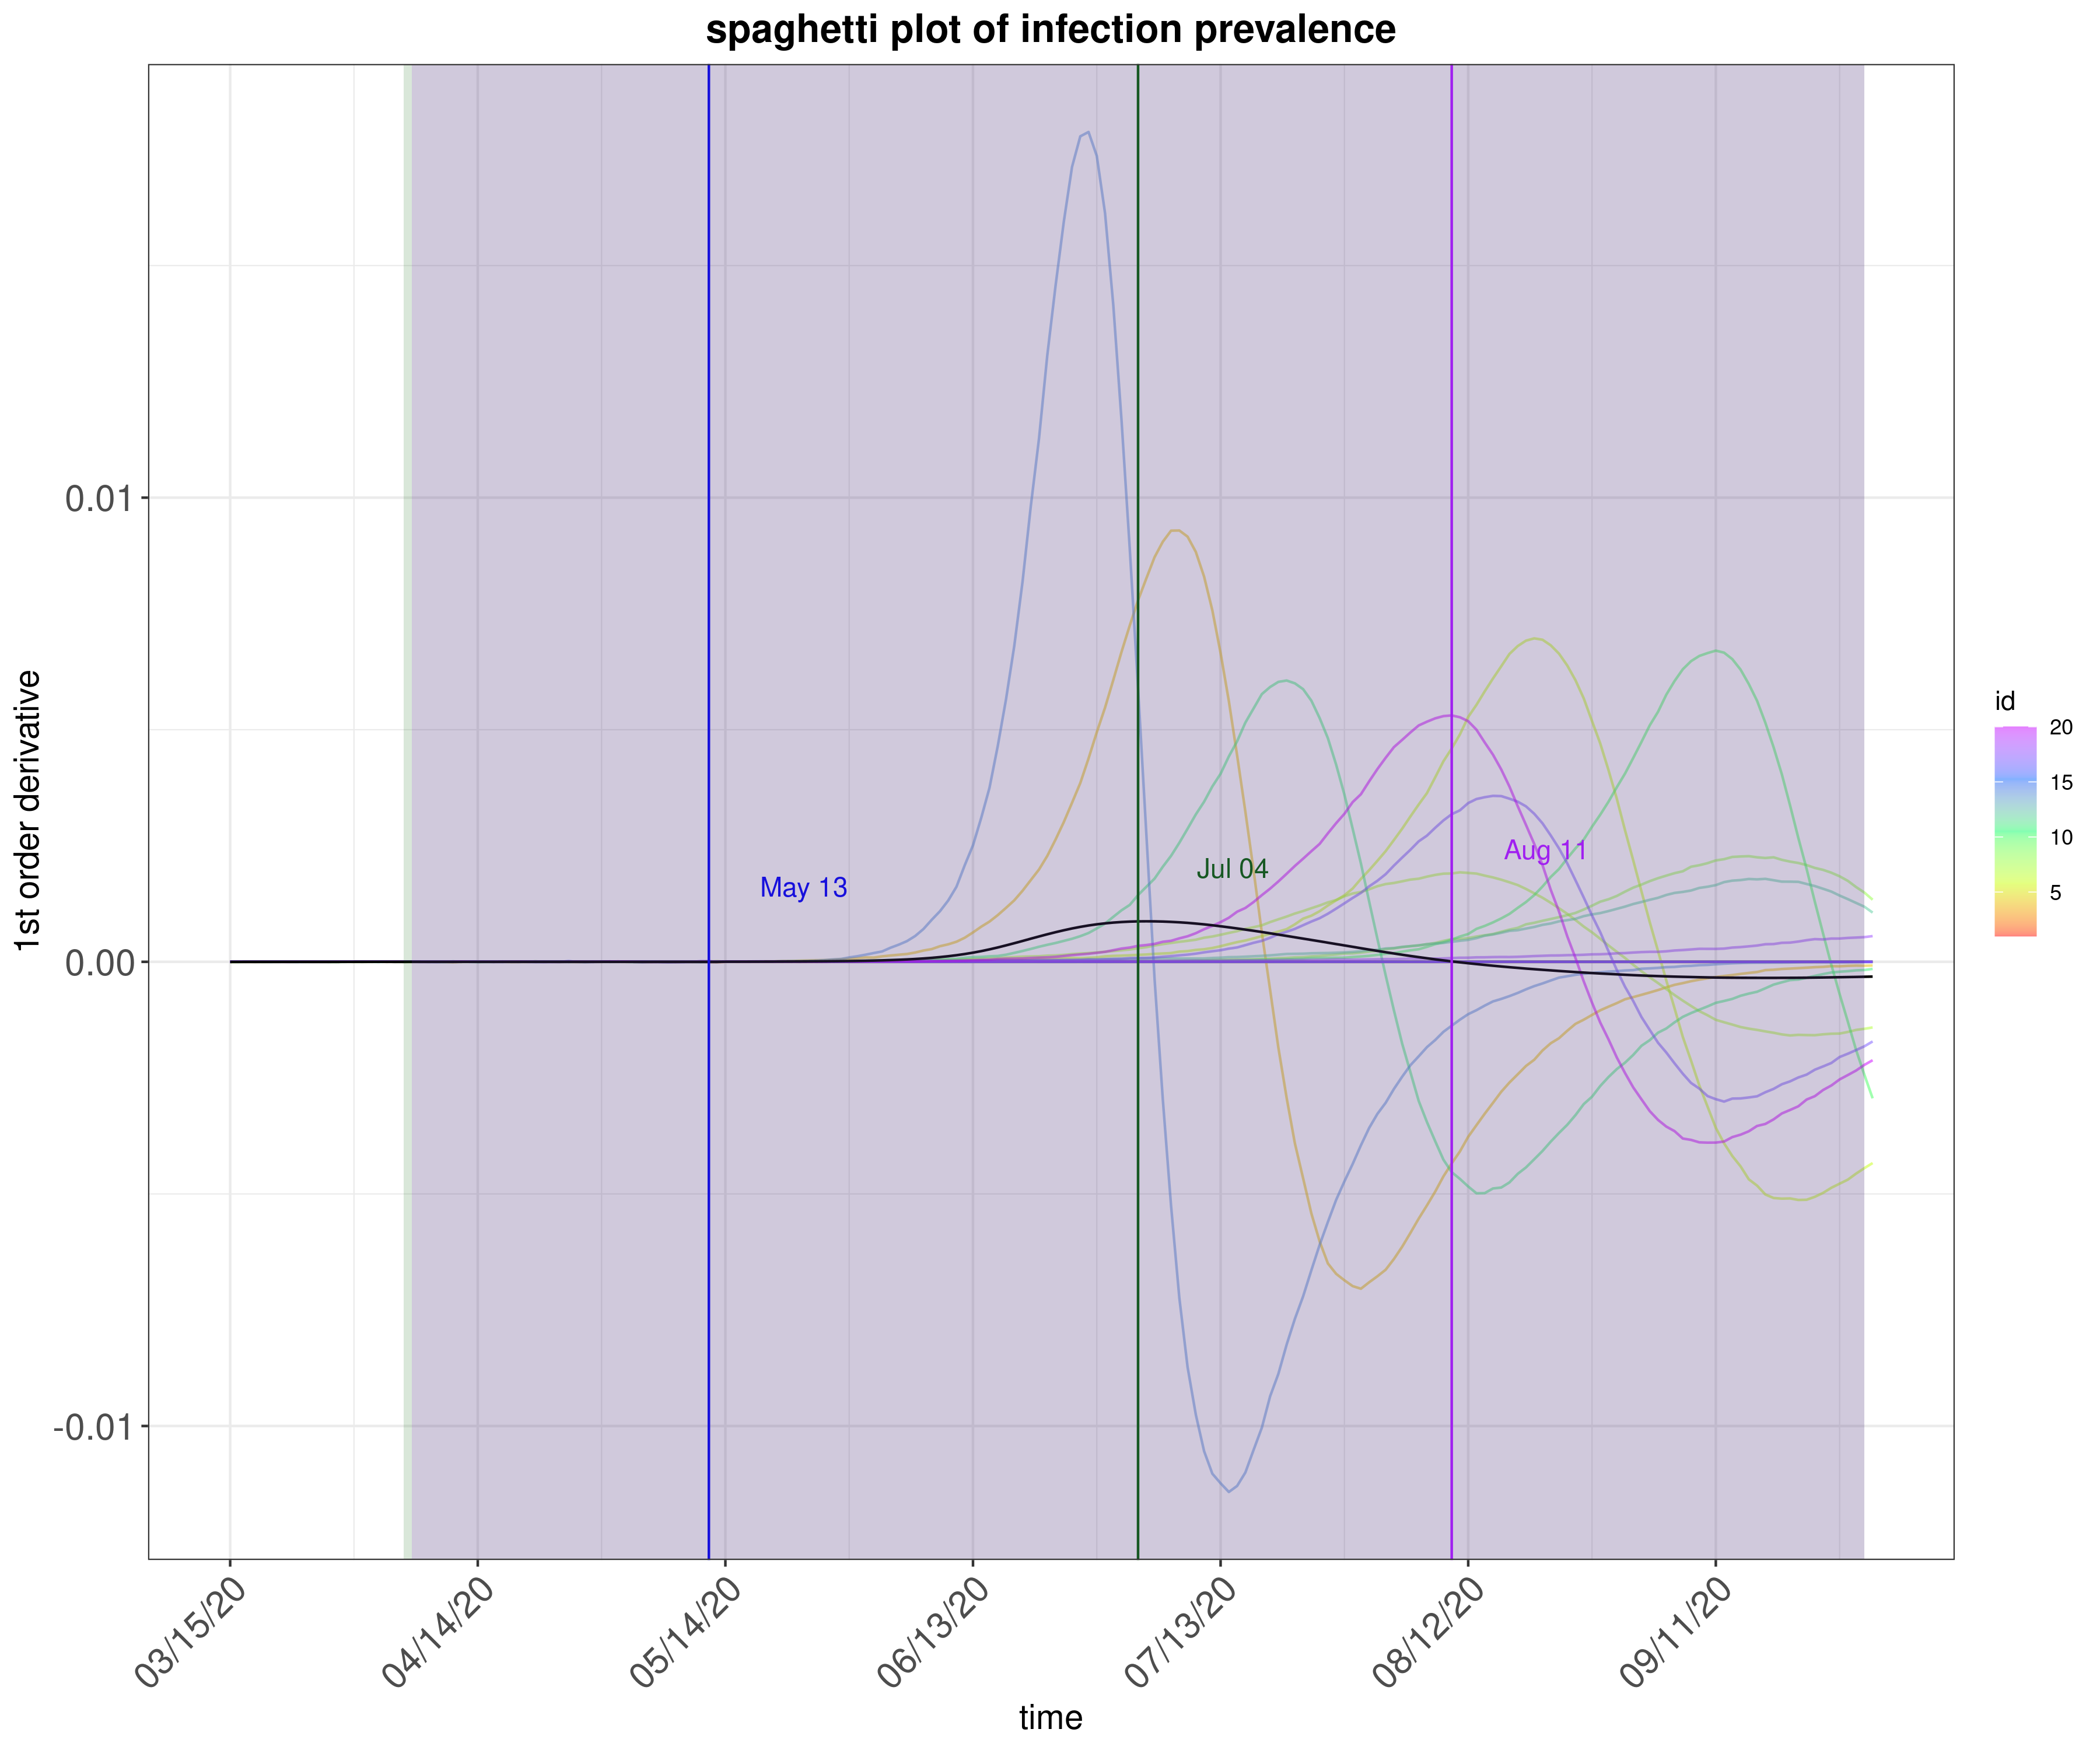 spaghetti plot of infection prevalence
1st order derivative
0.01
0.00
-0.01
May 13
Jul 04
Aug 11
id
20
15
10
5
03/15/20
04/14/20
05/14/20
06/13/20
07/13/20
08/12/20
09/11/20
time